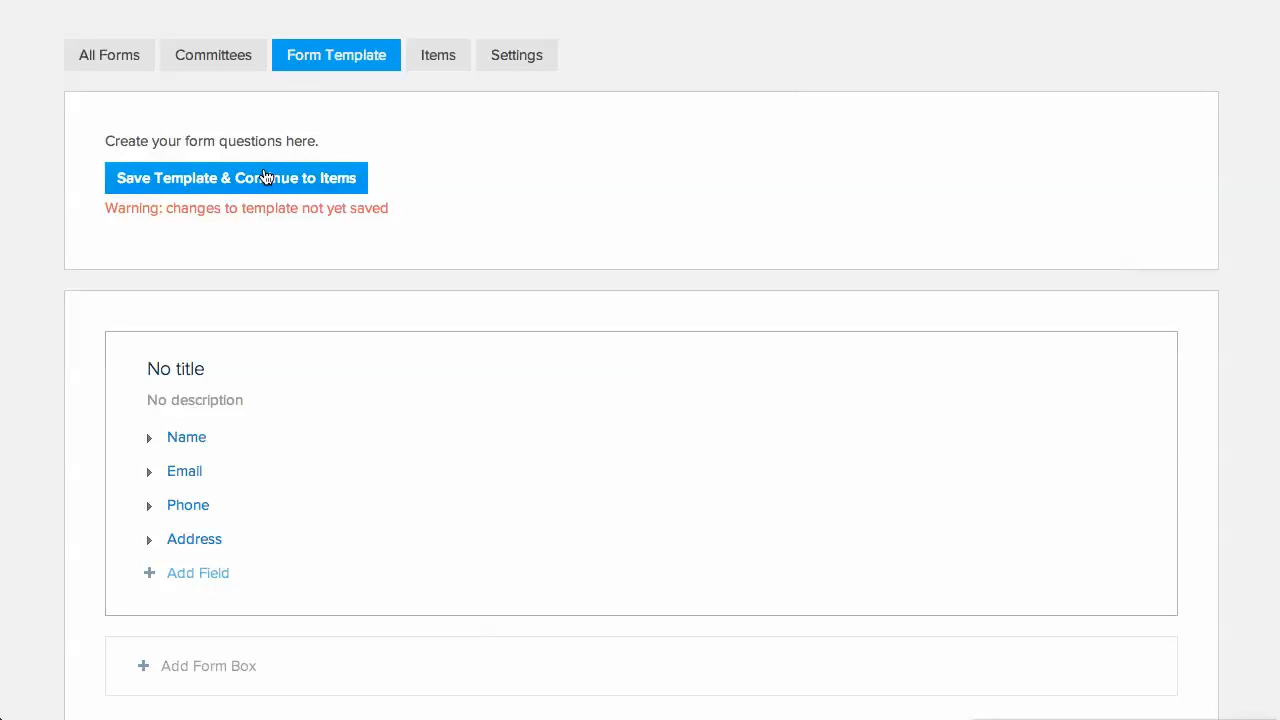 All Forms Committees Form Template Items Settings
Create your form questions here.
Save Template & Continue to Items
Warning: changes to template not yet saved
No title
No description
Name
Email
Phone
Address
Add Field
Add Form Box